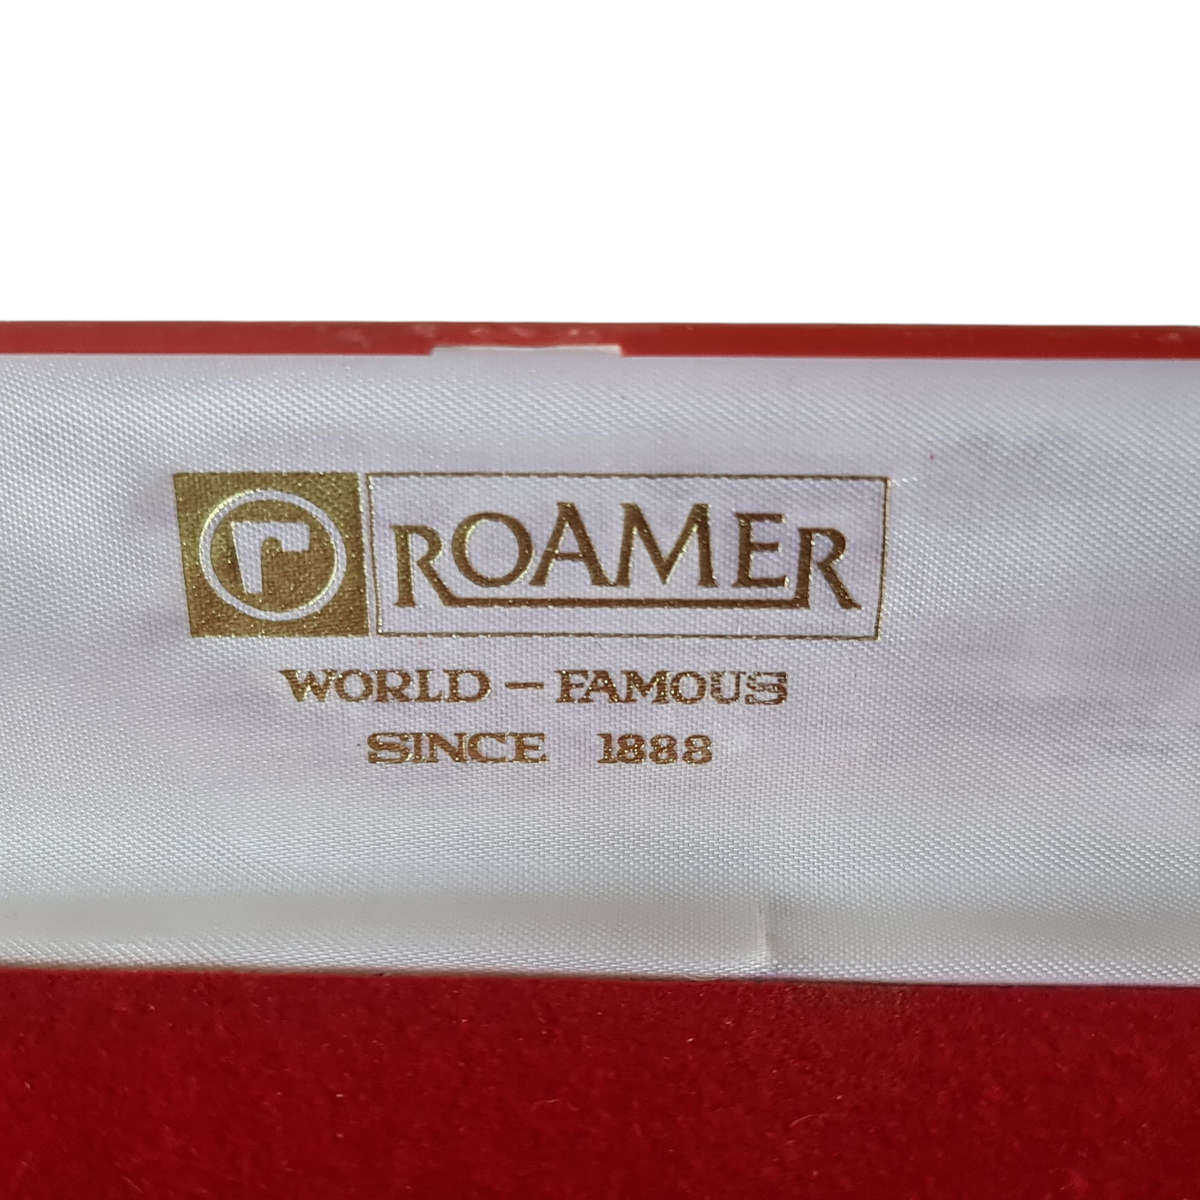 r ROAMER
WORLD - FAMOUS
SINCE 1888